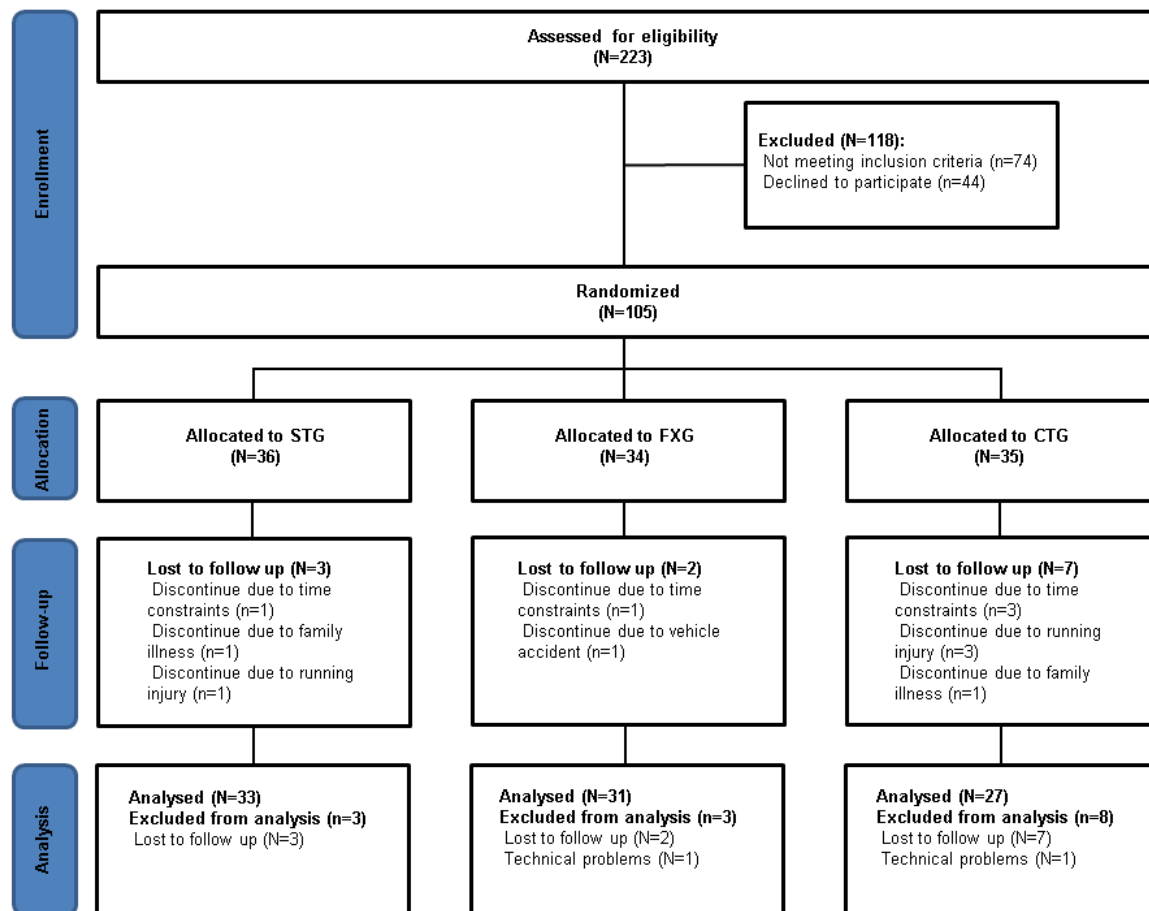 Enrollment
Assessed for eligibility
(N=223)
Excluded (N=118):
Not meeting inclusion criteria (n=74)
Declined to participate (n=44)
Randomized
(N=105)
Allocation
Allocated to STG
(N=36)
Allocated to FXG
(N=34)
Allocated to CTG
(N=35)
Follow-up
Lost to follow up (N=3)
Discontinue due to time
constraints (n=1)
Discontinue due to family
illness (n=1)
Discontinue due to running
injury (n=1)
Lost to follow up (N=2)
Discontinue due to time
constraints (n=1)
Discontinue due to vehicle
accident (n=1)
Lost to follow up (N=7)
Discontinue due to time
constraints (n=3)
Discontinue due to running
injury (n=3)
Discontinue due to family
illness (n=1)
Analysis
Analysed (N=33)
Excluded from analysis (n=3)
Lost to follow up (N=3)
Analysed (N=31)
Excluded from analysis (n=3)
Lost to follow up (N=2)
Technical problems (N=1)
Analysed (N=27)
Excluded from analysis (n=8)
Lost to follow up (N=7)
Technical problems (N=1)